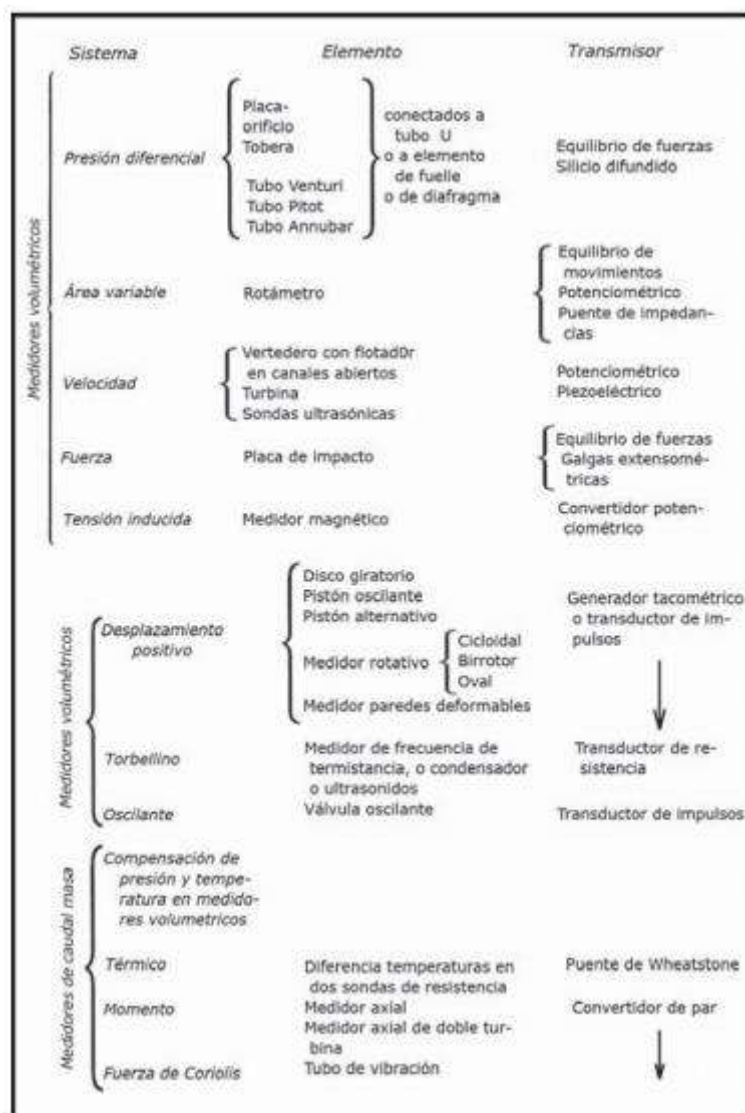 Sistema Elemento Transmisor
Medidores volumétricos
Presión diferencial
Placa-
orificio
Tobera
Tubo Venturi
Tubo Pitot
Tubo Annubar
conectados a
tubo U
o a elemento
de fuelle
o de diafragma
Equilibrio de fuerzas
Silicio difundido
Área variable
Rotámetro
Equilibrio de
movimientos
Potenciométrico
Puente de impedan-
cias
Velocidad
Vertedero con flotad0r
en canales abiertos
Turbina
Sondas ultrasónicas
Potenciométrico
Piezoeléctrico
Fuerza
Placa de impacto
Equilibrio de fuerzas
Galgas extensomé-
tricas
Tensión inducida
Medidor magnético
Convertidor poten-
ciométrico
Medidores volumétricos
Desplazamiento
positivo
Disco giratorio
Pistón oscilante
Pistón alternativo
Medidor rotativo
Cicloidal
Birrotor
Oval
Medidor paredes deformables
Generador tacométrico
o transductor de im-
pulsos
Torbellino
Medidor de frecuencia de
termistancia, o condensador
o ultrasonidos
Transductor de re-
sistencia
Oscilante
Válvula oscilante
Transductor de impulsos
Medidores de caudal masa
Compensación de
presión y tempe-
ratura en medido-
res volumetricos
Térmico
Diferencia temperaturas en
dos sondas de resistencia
Puente de Wheatstone
Momento
Medidor axial
Medidor axial de doble tur-
bina
Convertidor de par
Fuerza de Coriolis
Tubo de vibración